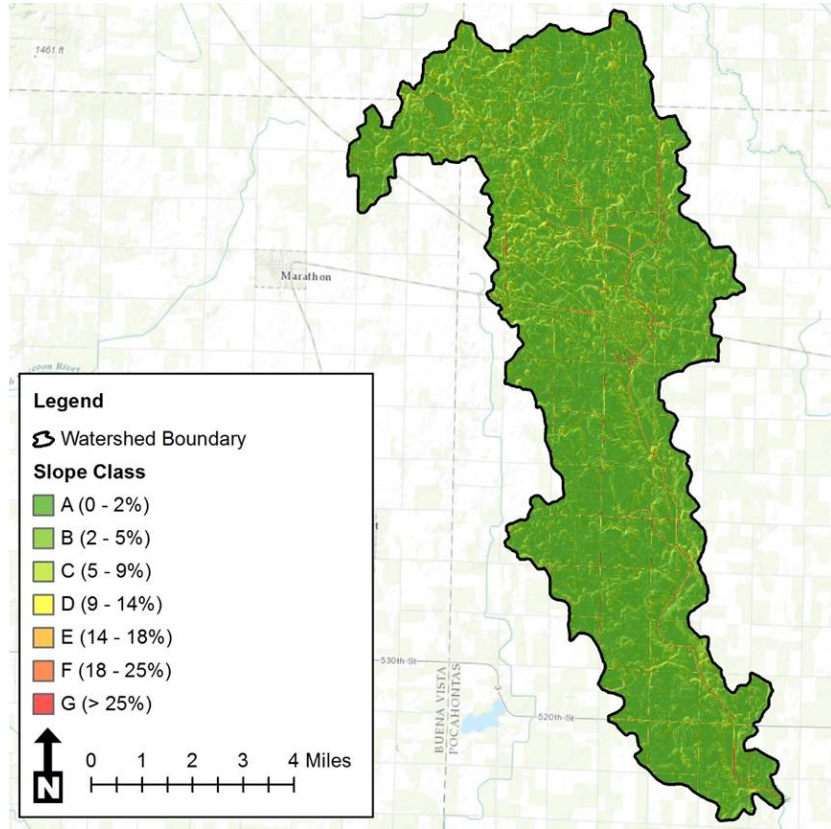 1461 ft
Marathon
Legend
Watershed Boundary
Slope Class
A (0 - 2%)
B (2 - 5%)
C (5 - 9%)
D (9 - 14%)
E (14 - 18%)
F (18 - 25%)
G (> 25%)
N
0 1 2 3 4 Miles
530th St
BUENA VISTA
POCAHONTAS
520th St